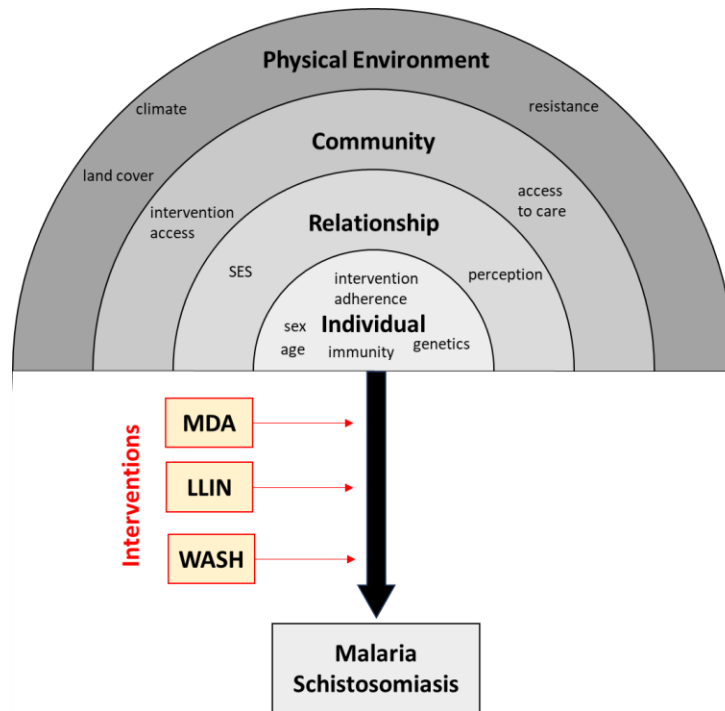 Physical Environment
climate
resistance
Community
land cover
access
to care
intervention
access
Relationship
SES
perception
intervention
adherence
sex
Individual
age
immunity
genetics
Interventions
MDA
LLIN
WASH
Malaria
Schistosomiasis